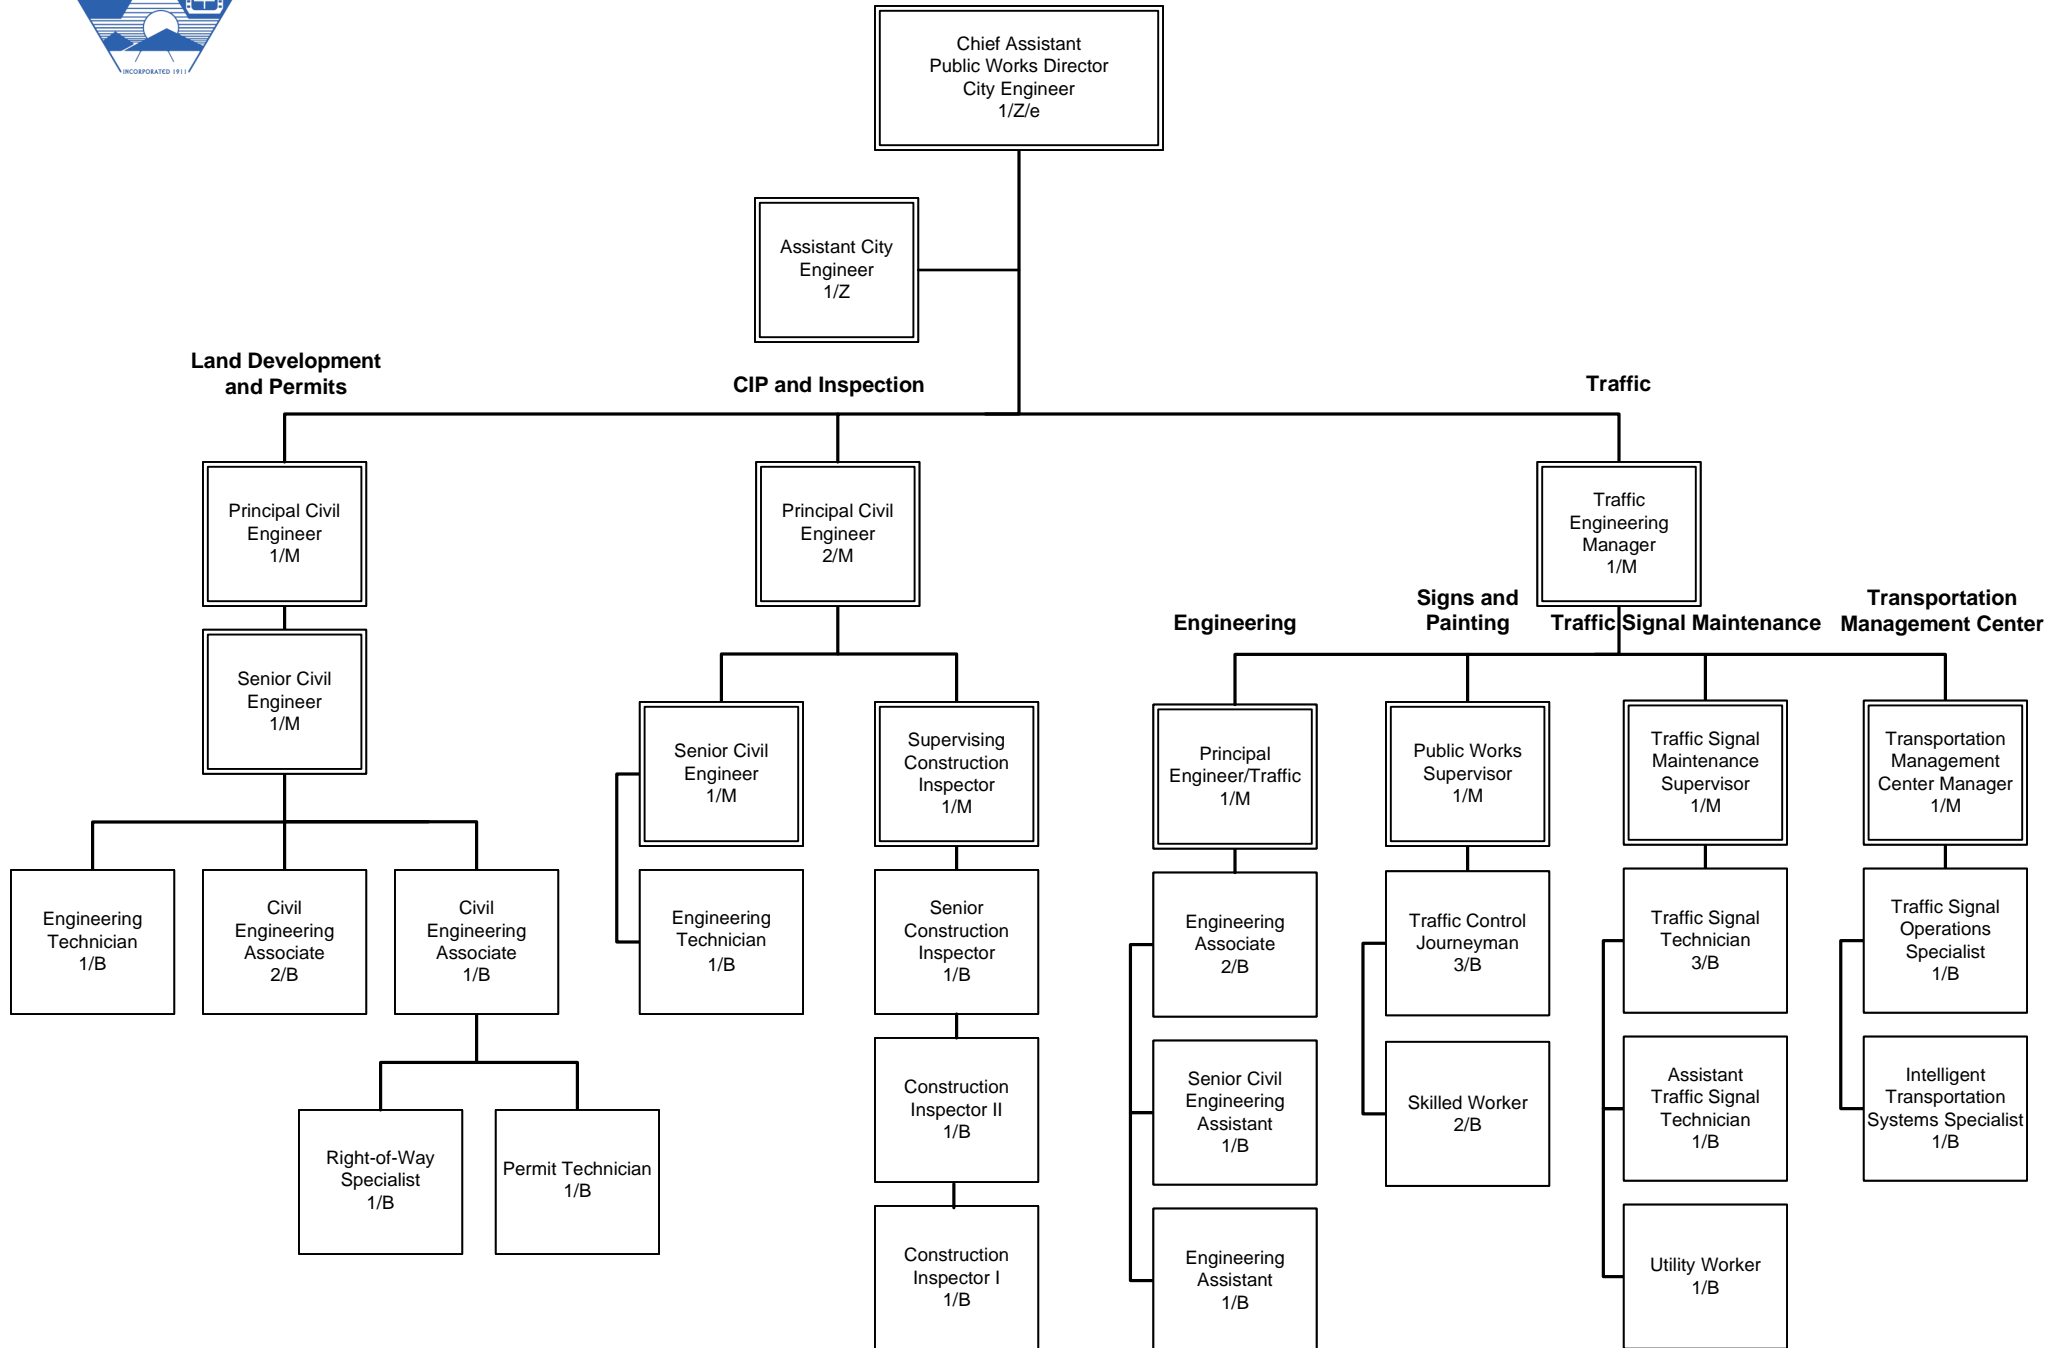 INCORPORATED 1911
Chief Assistant
Public Works Director
City Engineer
1/Z/e
Assistant City
Engineer
1/Z
Land Development
and Permits
CIP and Inspection
Traffic
Principal Civil
Engineer
1/M
Principal Civil
Engineer
2/M
Traffic
Engineering
Manager
1/M
Engineering
Signs and
Painting
Traffic Signal Maintenance
Transportation
Management Center
Senior Civil
Engineer
1/M
Senior Civil
Engineer
1/M
Supervising
Construction
Inspector
1/M
Principal
Engineer/Traffic
1/M
Public Works
Supervisor
1/M
Traffic Signal
Maintenance
Supervisor
1/M
Transportation
Management
Center Manager
1/M
Engineering
Technician
1/B
Civil
Engineering
Associate
2/B
Civil
Engineering
Associate
1/B
Engineering
Technician
1/B
Senior
Construction
Inspector
1/B
Engineering
Associate
2/B
Traffic Control
Journeyman
3/B
Traffic Signal
Technician
3/B
Traffic Signal
Operations
Specialist
1/B
Right-of-Way
Specialist
1/B
Permit Technician
1/B
Construction
Inspector II
1/B
Senior Civil
Engineering
Assistant
1/B
Skilled Worker
2/B
Assistant
Traffic Signal
Technician
1/B
Intelligent
Transportation
Systems Specialist
1/B
Construction
Inspector I
1/B
Engineering
Assistant
1/B
Utility Worker
1/B